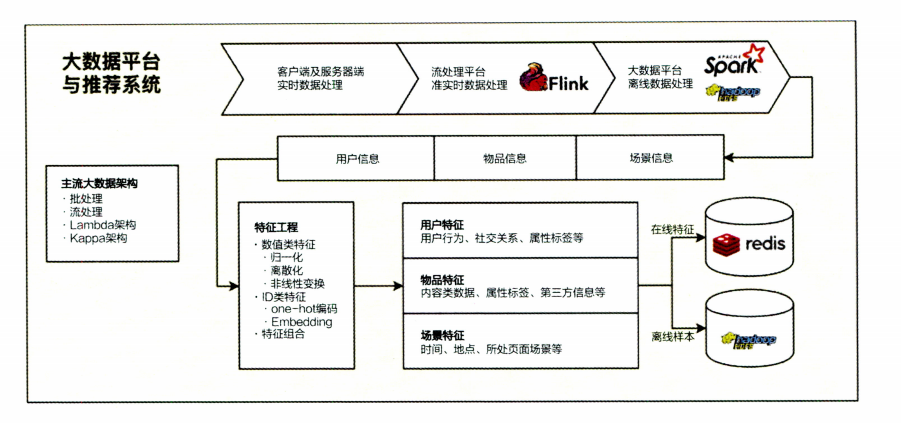 大数据平台
与推荐系统
客户端及服务器端
实时数据处理
流处理平台
准实时数据处理
Flink
大数据平台
离线数据处理
APACHE
Spark
hadoop
用户信息
物品信息
场景信息
主流大数据架构
· 批处理
· 流处理
· Lambda架构
· Kappa架构
特征工程
· 数值类特征
· 归一化
· 离散化
· 非线性变换
· ID类特征
· one-hot编码
· Embedding
· 特征组合
用户特征
用户行为、社交关系、属性标签等
物品特征
内容类数据、属性标签、第三方信息等
场景特征
时间、地点、所处页面场景等
在线特征
redis
离线样本
hadoop